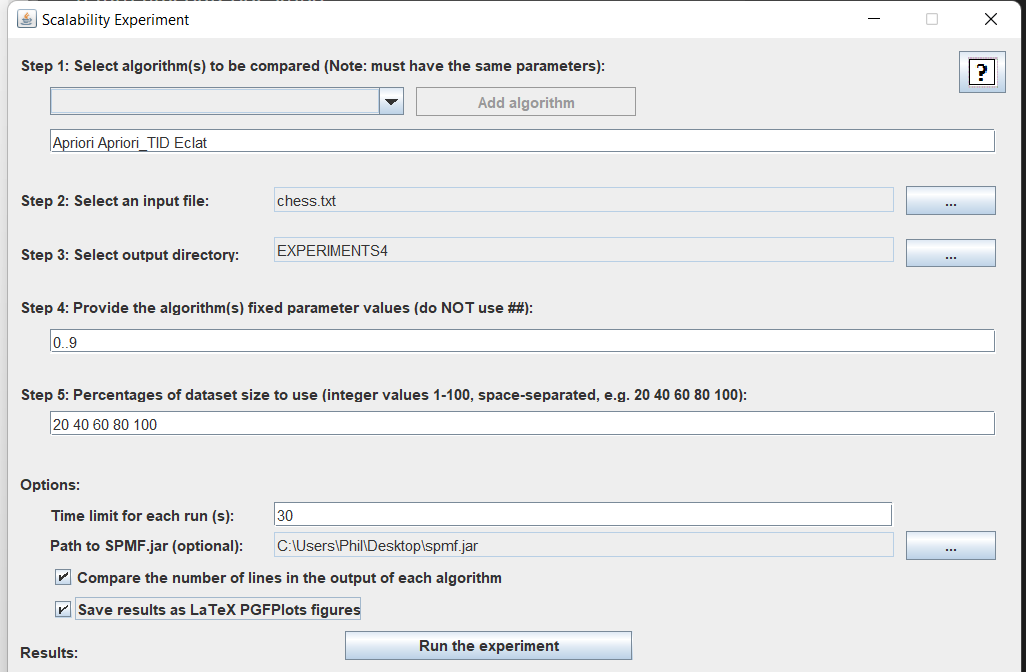 Scalability Experiment
Step 1: Select algorithm(s) to be compared (Note: must have the same parameters):
?
Add algorithm
Apriori Apriori_TID Eclat
Step 2: Select an input file:
chess.txt
...
Step 3: Select output directory:
EXPERIMENTS4
...
Step 4: Provide the algorithm(s) fixed parameter values (do NOT use ##):
0..9
Step 5: Percentages of dataset size to use (integer values 1-100, space-separated, e.g. 20 40 60 80 100):
20 40 60 80 100
Options:
Time limit for each run (s):
30
Path to SPMF.jar (optional):
C:\Users\Phil\Desktop\spmf.jar
...
Compare the number of lines in the output of each algorithm
Save results as LaTeX PGFPlots figures
Run the experiment
Results: